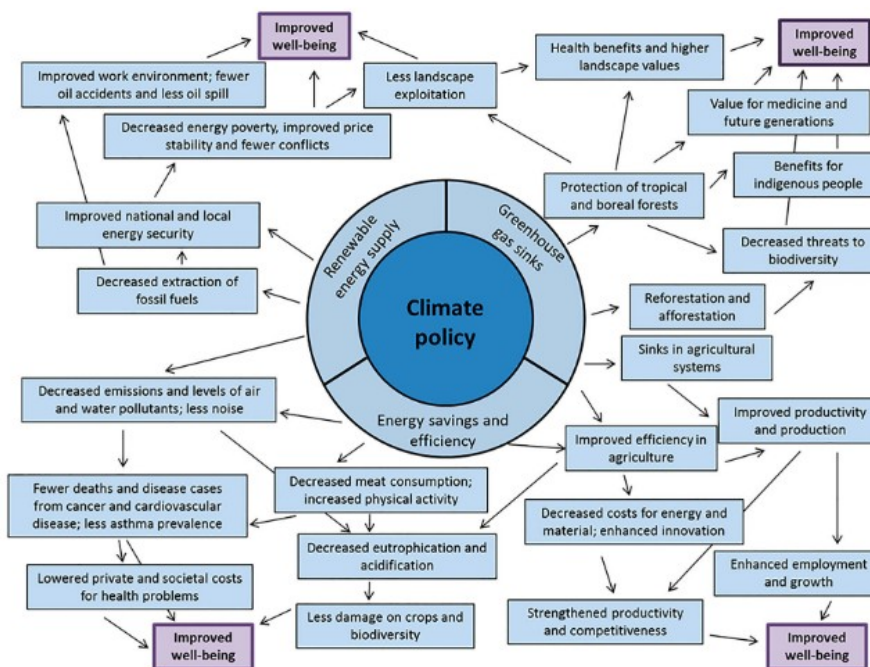 Improved
well-being
Improved
well-being
Improved work environment; fewer
oil accidents and less oil spill
Less landscape
exploitation
Health benefits and higher
landscape values
Decreased energy poverty, improved price
stability and fewer conflicts
Value for medicine and
future generations
Protection of tropical
and boreal forests
Benefits for
indigenous people
Improved national and local
energy security
Decreased threats to
biodiversity
Decreased extraction of
fossil fuels
Renewable
energy supply
Greenhouse
gas sinks
Climate
policy
Energy savings and
efficiency
Reforestation and
afforestation
Sinks in agricultural
systems
Decreased emissions and levels of air
and water pollutants; less noise
Improved efficiency in
agriculture
Improved productivity
and production
Fewer deaths and disease cases
from cancer and cardiovascular
disease; less asthma prevalence
Decreased meat consumption;
increased physical activity
Decreased costs for energy and
material; enhanced innovation
Decreased eutrophication and
acidification
Lowered private and societal costs
for health problems
Enhanced employment
and growth
Less damage on crops and
biodiversity
Strengthened productivity
and competitiveness
Improved
well-being
Improved
well-being